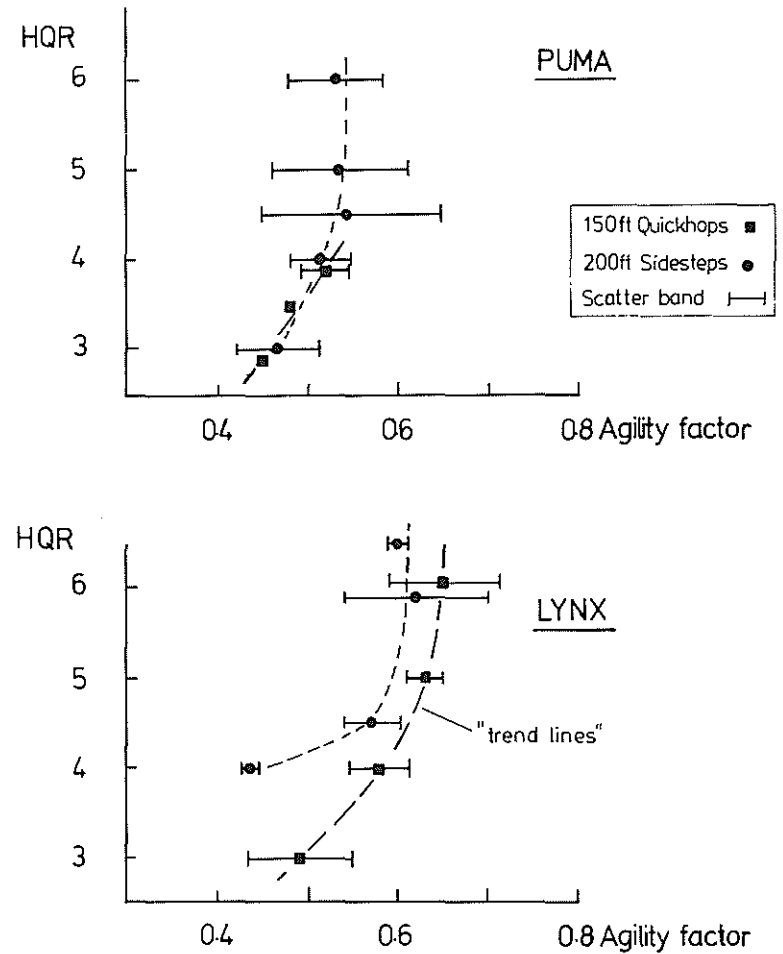 HQR
PUMA
6
5
4
3
150ft Quickhops
200ft Sidesteps
Scatter band
0.4 0.6 0.8 Agility factor
HQR
LYNX
6
5
4
3
"trend lines"
0.4 0.6 0.8 Agility factor